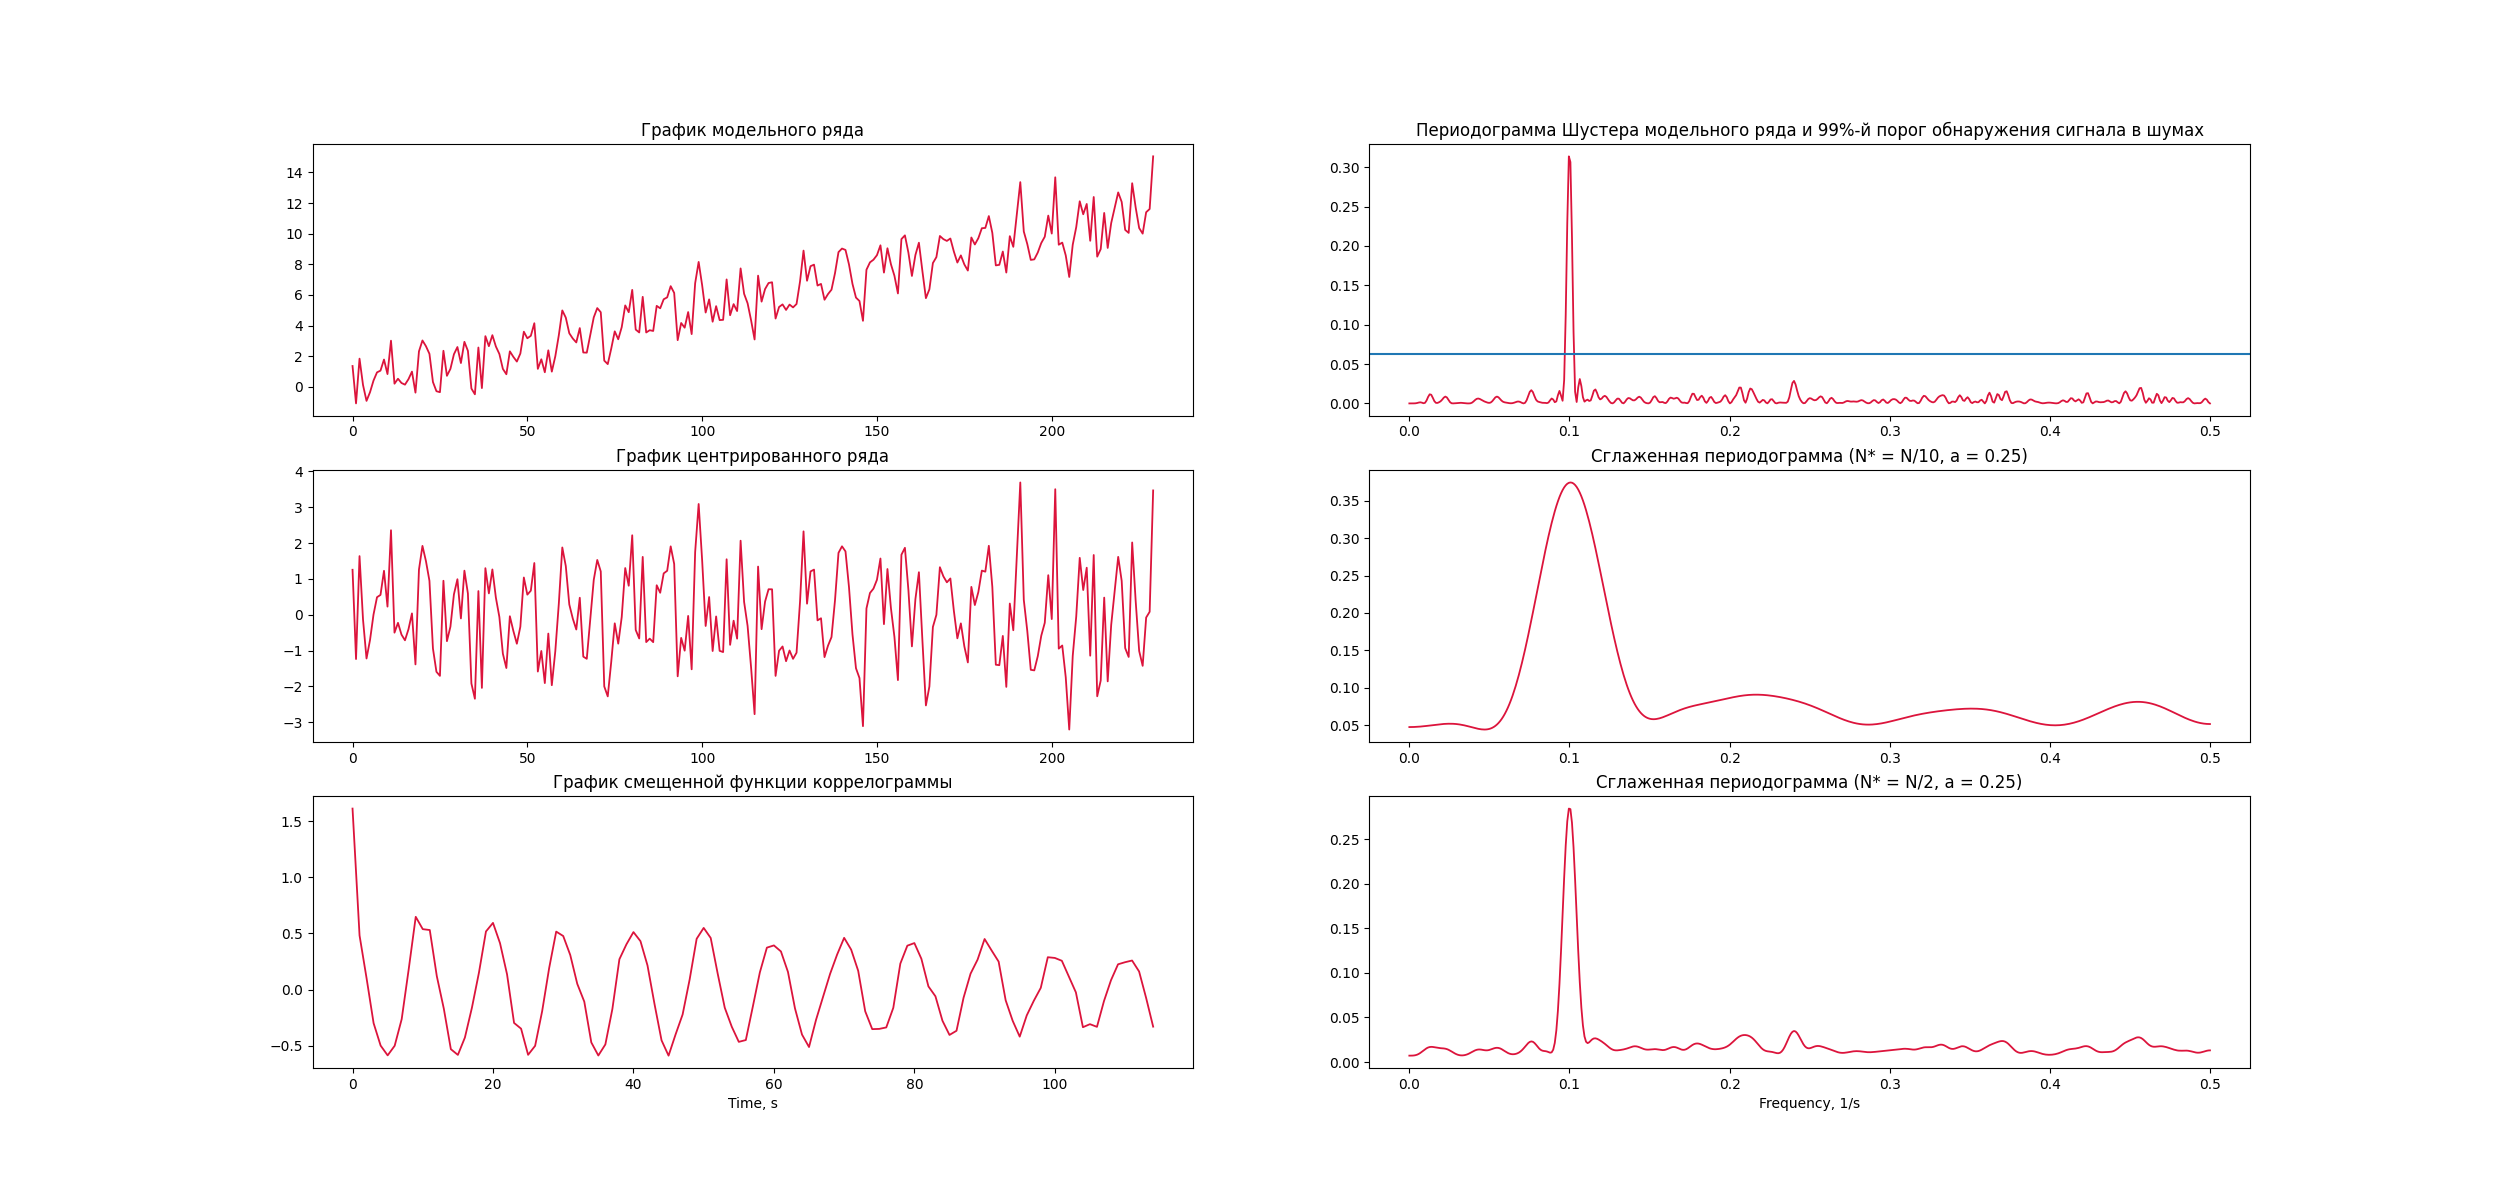 График модельного ряда
14
12
10
8
6
4
2
0
0 50 100 150 200
Периодограмма Шустера модельного ряда и 99%-й порог обнаружения сигнала в шумах
0.30
0.25
0.20
0.15
0.10
0.05
0.00
0.0 0.1 0.2 0.3 0.4 0.5
График центрированного ряда
4
3
2
1
0
−1
−2
−3
0 50 100 150 200
Сглаженная периодограмма (N* = N/10, a = 0.25)
0.35
0.30
0.25
0.20
0.15
0.10
0.05
0.0 0.1 0.2 0.3 0.4 0.5
График смещенной функции коррелограммы
1.5
1.0
0.5
0.0
−0.5
0 20 40 60 80 100
Time, s
Сглаженная периодограмма (N* = N/2, a = 0.25)
0.25
0.20
0.15
0.10
0.05
0.00
0.0 0.1 0.2 0.3 0.4 0.5
Frequency, 1/s